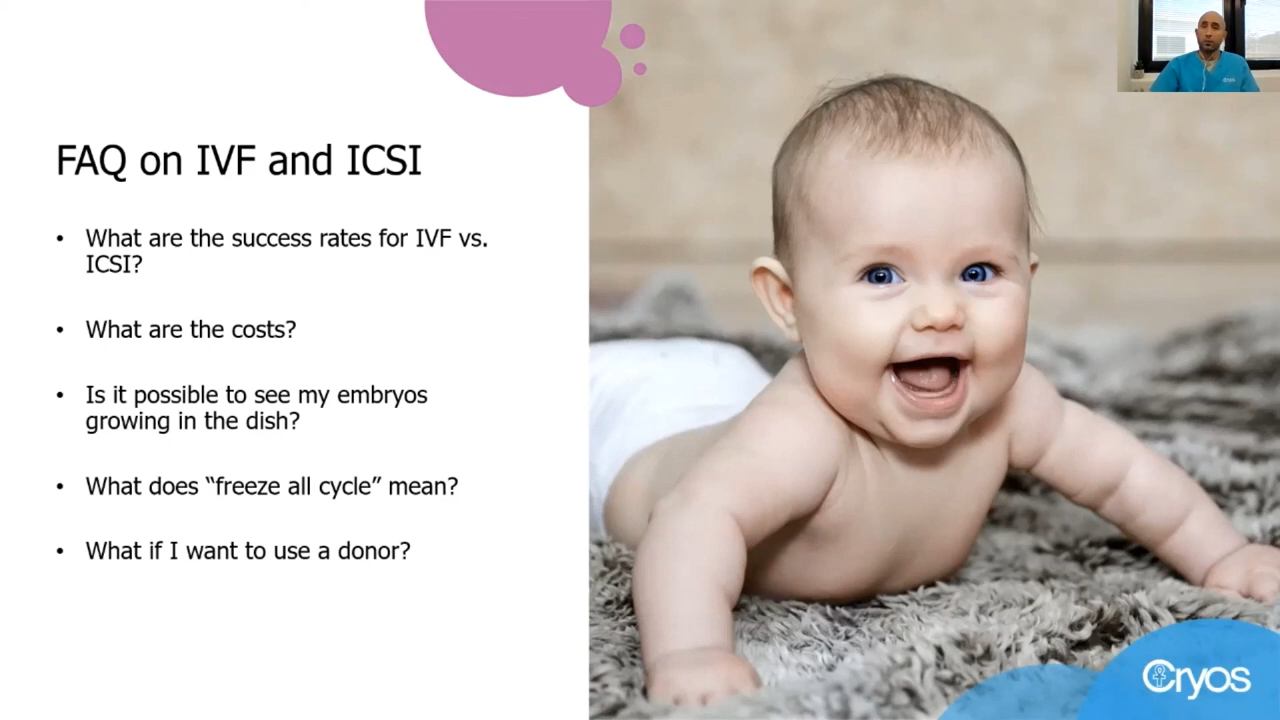 FAQ on IVF and ICSI
• What are the success rates for IVF vs.
ICSI?
• What are the costs?
• Is it possible to see my embryos
growing in the dish?
• What does “freeze all cycle” mean?
• What if I want to use a donor?
Cryos